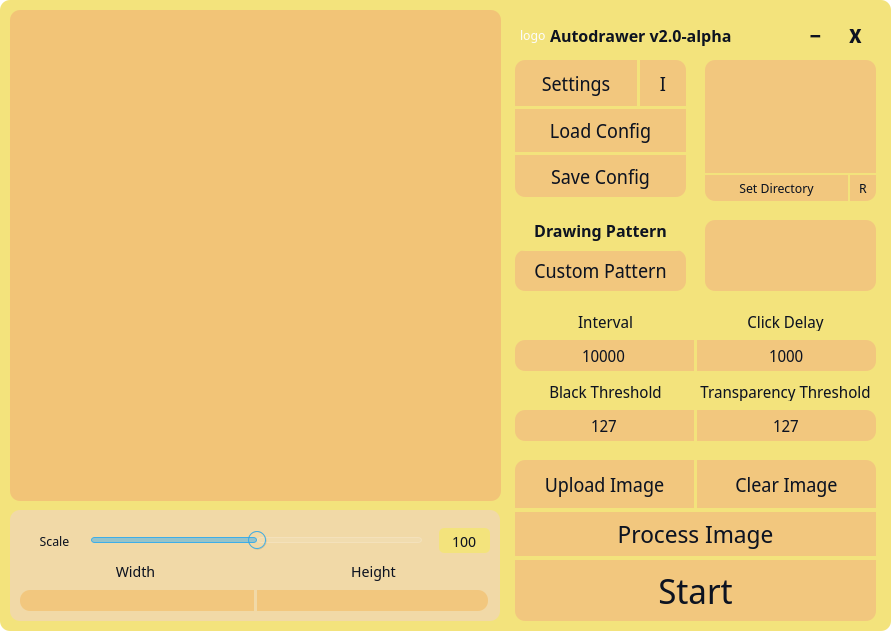 logo Autodrawer v2.0-alpha − X
Settings I
Load Config
Save Config
Set Directory R
Drawing Pattern
Custom Pattern
Interval Click Delay
10000 1000
Black Threshold Transparency Threshold
127 127
Upload Image Clear Image
Process Image
Start
Scale 100
Width Height